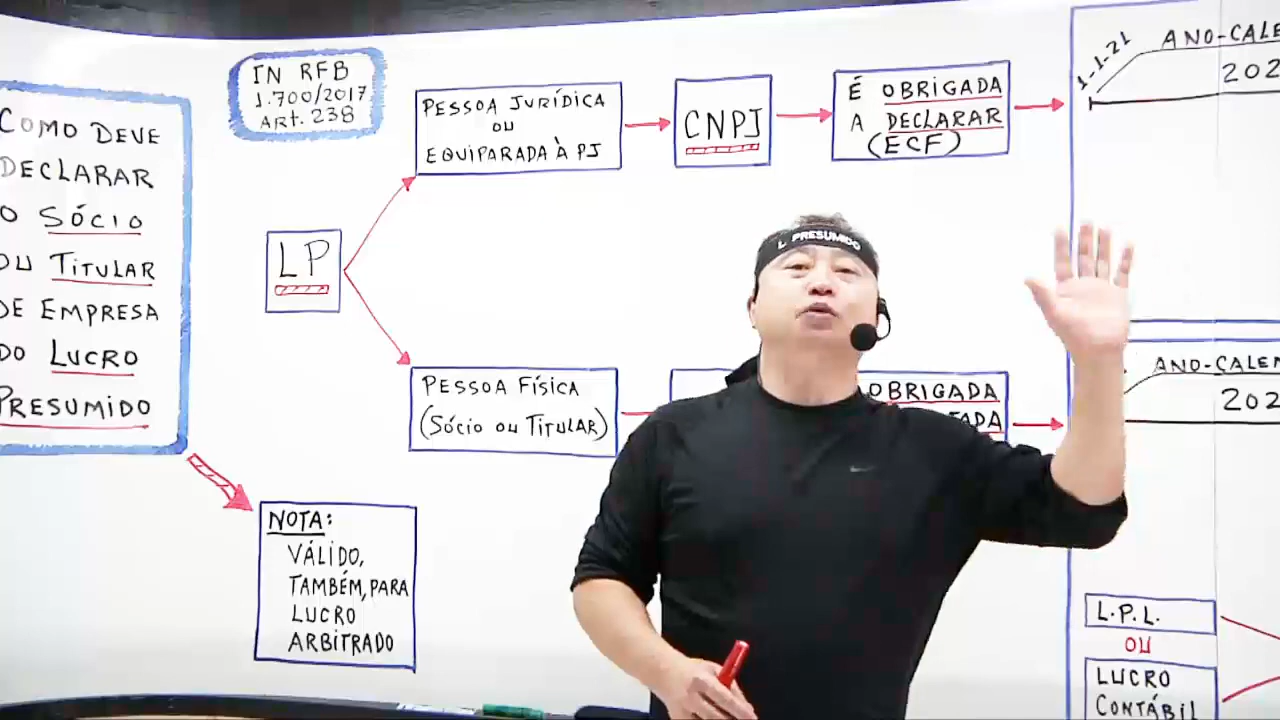 COMO DEVE
DECLARAR
O SÓCIO
OU TITULAR
DE EMPRESA
DO LUCRO
PRESUMIDO
IN RFB
1.700/2017
ART. 238
LP
PESSOA JURÍDICA
OU
EQUIPARADA À PJ
CNPJ
É OBRIGADA
A DECLARAR
(ECF)
1-1-21
ANO-CALE
202
L. PRESUMIDO
PESSOA FÍSICA
(SÓCIO OU TITULAR)
OBRIGADA
ANO-CALEN
202
NOTA:
VÁLIDO,
TAMBÉM, PARA
LUCRO
ARBITRADO
L.P.L.
OU
LUCRO
CONTÁBIL